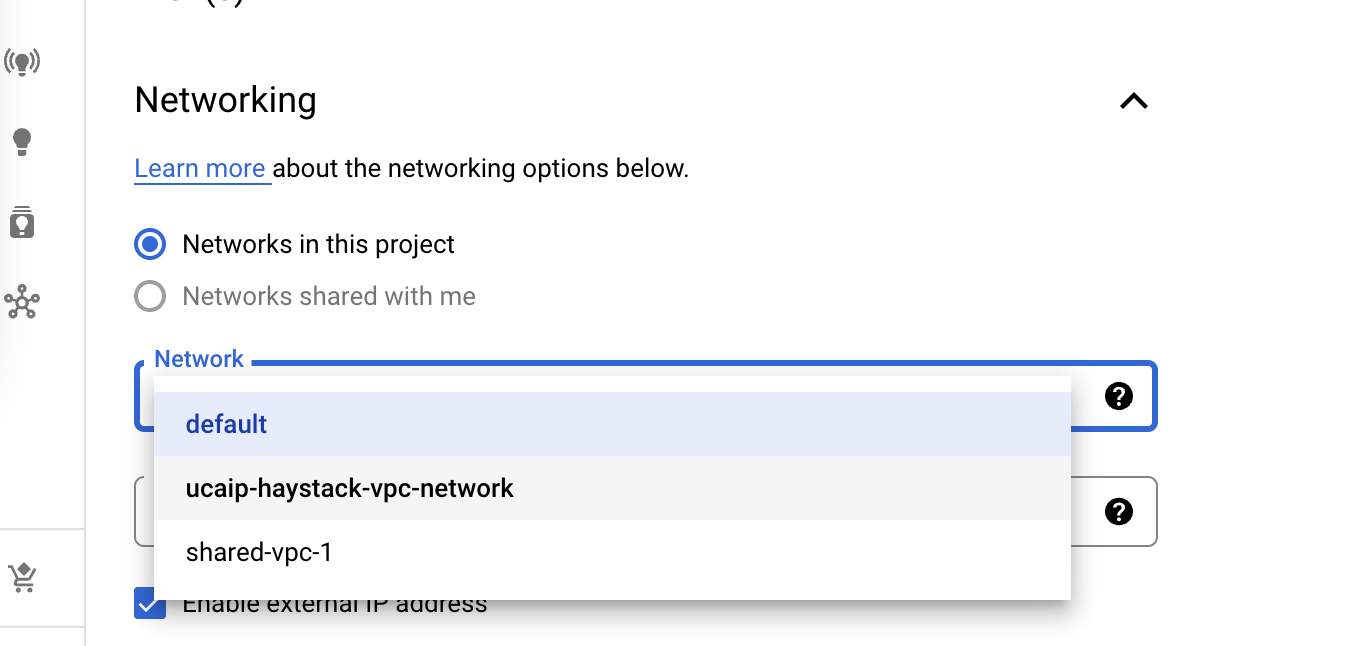 Networking
Learn more about the networking options below.
Networks in this project
Networks shared with me
Network
default
ucaip-haystack-vpc-network
shared-vpc-1
Enable external IP address